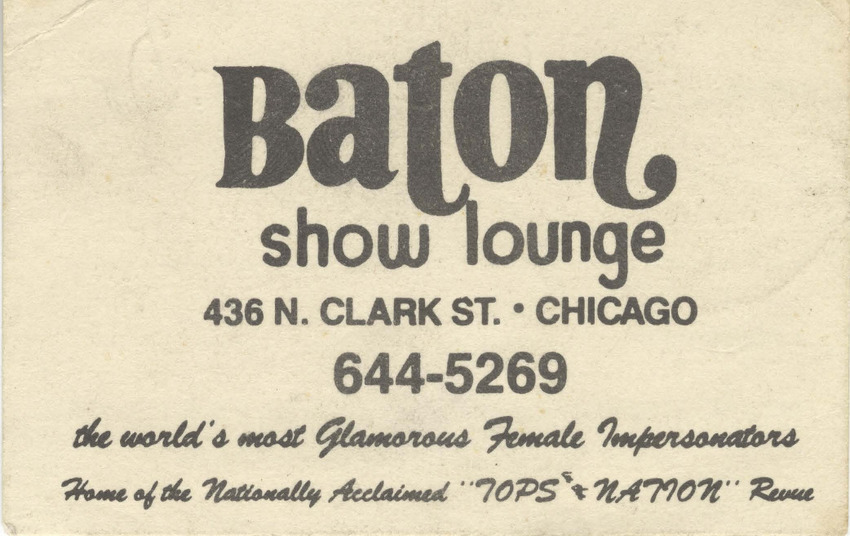 Baton
show lounge
436 N. CLARK ST. • CHICAGO
644-5269
the world's most Glamorous Female Impersonators
Home of the Nationally Acclaimed "TOPS NATION" Revue